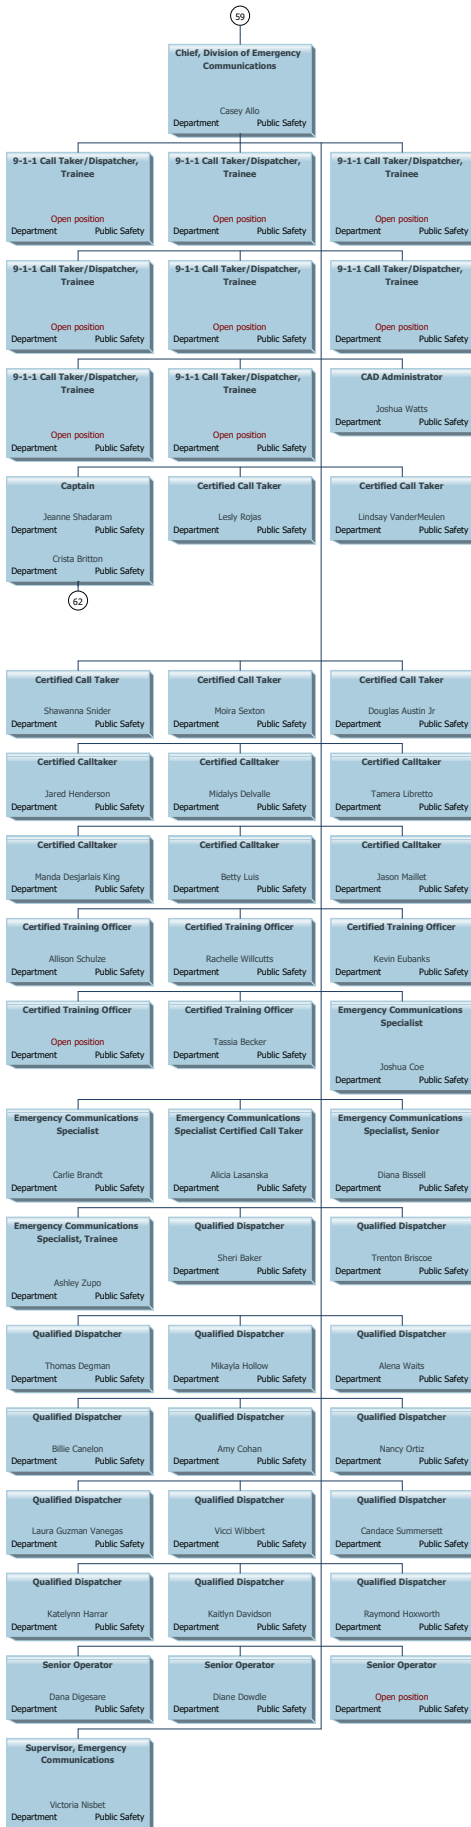 59
Chief, Division of Emergency
Communications
Casey Allo
Department Public Safety
9-1-1 Call Taker/Dispatcher,
Trainee
Open position
Department Public Safety
9-1-1 Call Taker/Dispatcher,
Trainee
Open position
Department Public Safety
9-1-1 Call Taker/Dispatcher,
Trainee
Open position
Department Public Safety
9-1-1 Call Taker/Dispatcher,
Trainee
Open position
Department Public Safety
9-1-1 Call Taker/Dispatcher,
Trainee
Open position
Department Public Safety
9-1-1 Call Taker/Dispatcher,
Trainee
Open position
Department Public Safety
9-1-1 Call Taker/Dispatcher,
Trainee
Open position
Department Public Safety
9-1-1 Call Taker/Dispatcher,
Trainee
Open position
Department Public Safety
CAD Administrator
Joshua Watts
Department Public Safety
Captain
Jeanne Shadaram
Department Public Safety
Crista Britton
Department Public Safety
62
Certified Call Taker
Lesly Rojas
Department Public Safety
Certified Call Taker
Lindsay VanderMeulen
Department Public Safety
Certified Call Taker
Shawanna Snider
Department Public Safety
Certified Call Taker
Moira Sexton
Department Public Safety
Certified Call Taker
Douglas Austin Jr
Department Public Safety
Certified Calltaker
Jared Henderson
Department Public Safety
Certified Calltaker
Midalys Delvalle
Department Public Safety
Certified Calltaker
Tamera Libretto
Department Public Safety
Certified Calltaker
Manda Desjarlais King
Department Public Safety
Certified Calltaker
Betty Luis
Department Public Safety
Certified Calltaker
Jason Maillet
Department Public Safety
Certified Training Officer
Allison Schulze
Department Public Safety
Certified Training Officer
Rachelle Willcutts
Department Public Safety
Certified Training Officer
Kevin Eubanks
Department Public Safety
Certified Training Officer
Open position
Department Public Safety
Certified Training Officer
Tassia Becker
Department Public Safety
Emergency Communications
Specialist
Joshua Coe
Department Public Safety
Emergency Communications
Specialist
Carlie Brandt
Department Public Safety
Emergency Communications
Specialist Certified Call Taker
Alicia Lasanska
Department Public Safety
Emergency Communications
Specialist, Senior
Diana Bissell
Department Public Safety
Emergency Communications
Specialist, Trainee
Ashley Zupo
Department Public Safety
Qualified Dispatcher
Sheri Baker
Department Public Safety
Qualified Dispatcher
Trenton Briscoe
Department Public Safety
Qualified Dispatcher
Thomas Degman
Department Public Safety
Qualified Dispatcher
Mikayla Hollow
Department Public Safety
Qualified Dispatcher
Alena Waits
Department Public Safety
Qualified Dispatcher
Billie Canelon
Department Public Safety
Qualified Dispatcher
Amy Cohan
Department Public Safety
Qualified Dispatcher
Nancy Ortiz
Department Public Safety
Qualified Dispatcher
Laura Guzman Vanegas
Department Public Safety
Qualified Dispatcher
Vicci Wibbert
Department Public Safety
Qualified Dispatcher
Candace Summersett
Department Public Safety
Qualified Dispatcher
Katelynn Harrar
Department Public Safety
Qualified Dispatcher
Kaitlyn Davidson
Department Public Safety
Qualified Dispatcher
Raymond Hoxworth
Department Public Safety
Senior Operator
Dana Digesare
Department Public Safety
Senior Operator
Diane Dowdle
Department Public Safety
Senior Operator
Open position
Department Public Safety
Supervisor, Emergency
Communications
Victoria Nisbet
Department Public Safety